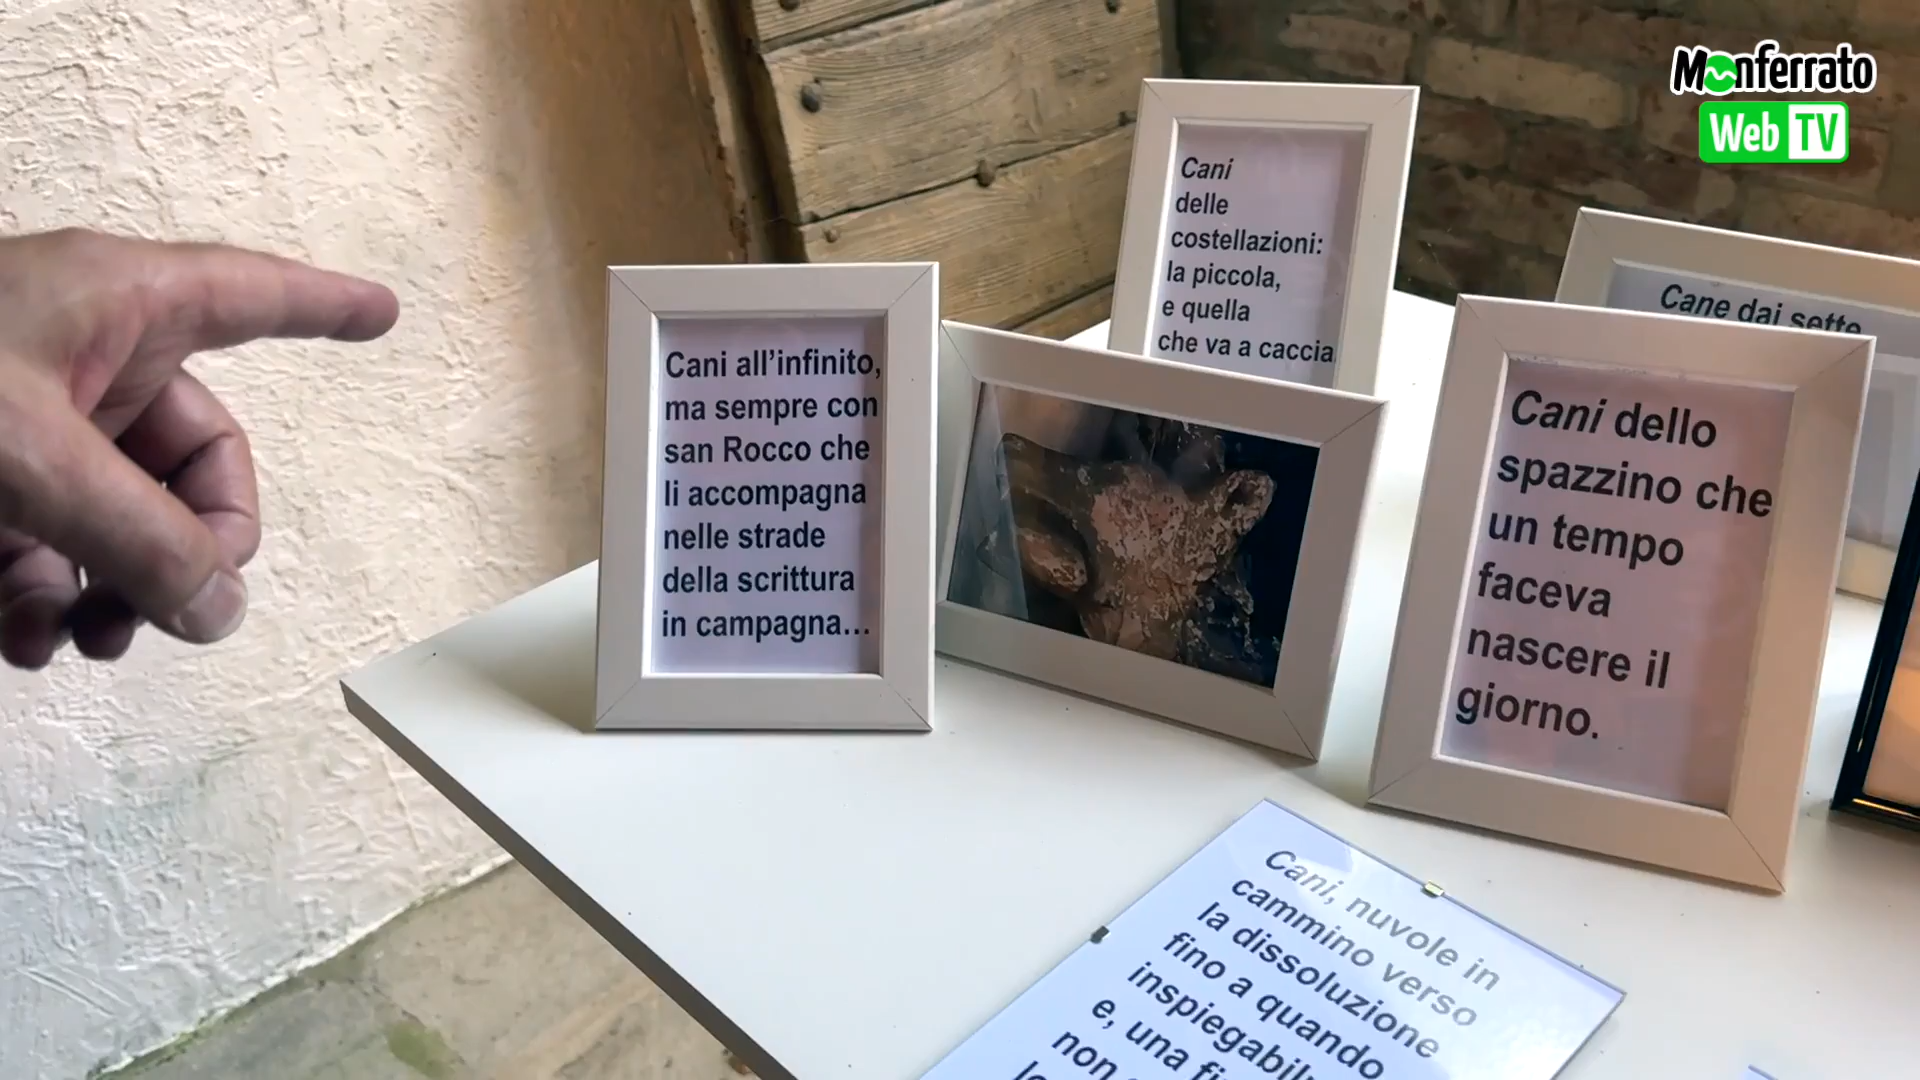 Monferrato
Web TV
Cani
delle
costellazioni:
la piccola,
e quella
che va a caccia
Cane dai sette
Cani all'infinito,
ma sempre con
san Rocco che
li accompagna
nelle strade
della scrittura
in campagna...
Cani dello
spazzino che
un tempo
faceva
nascere il
giorno.
Cani, nuvole in
cammino verso
la dissoluzione
fino a quando
e, una
non